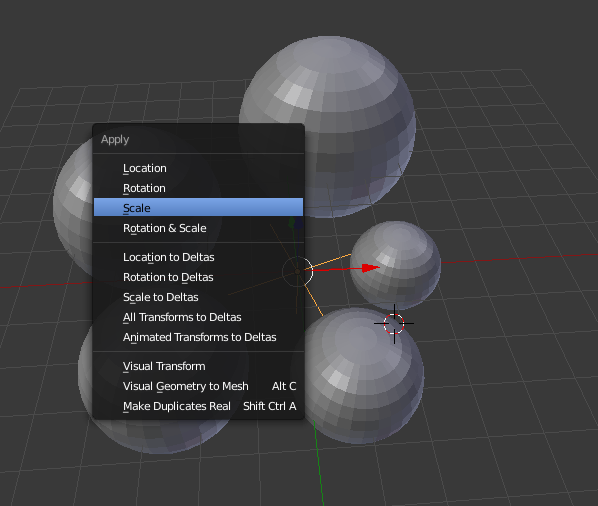 Apply
Location
Rotation
Scale
Rotation & Scale
Location to Deltas
Rotation to Deltas
Scale to Deltas
All Transforms to Deltas
Animated Transforms to Deltas
Visual Transform
Visual Geometry to Mesh Alt C
Make Duplicates Real Shift Ctrl A